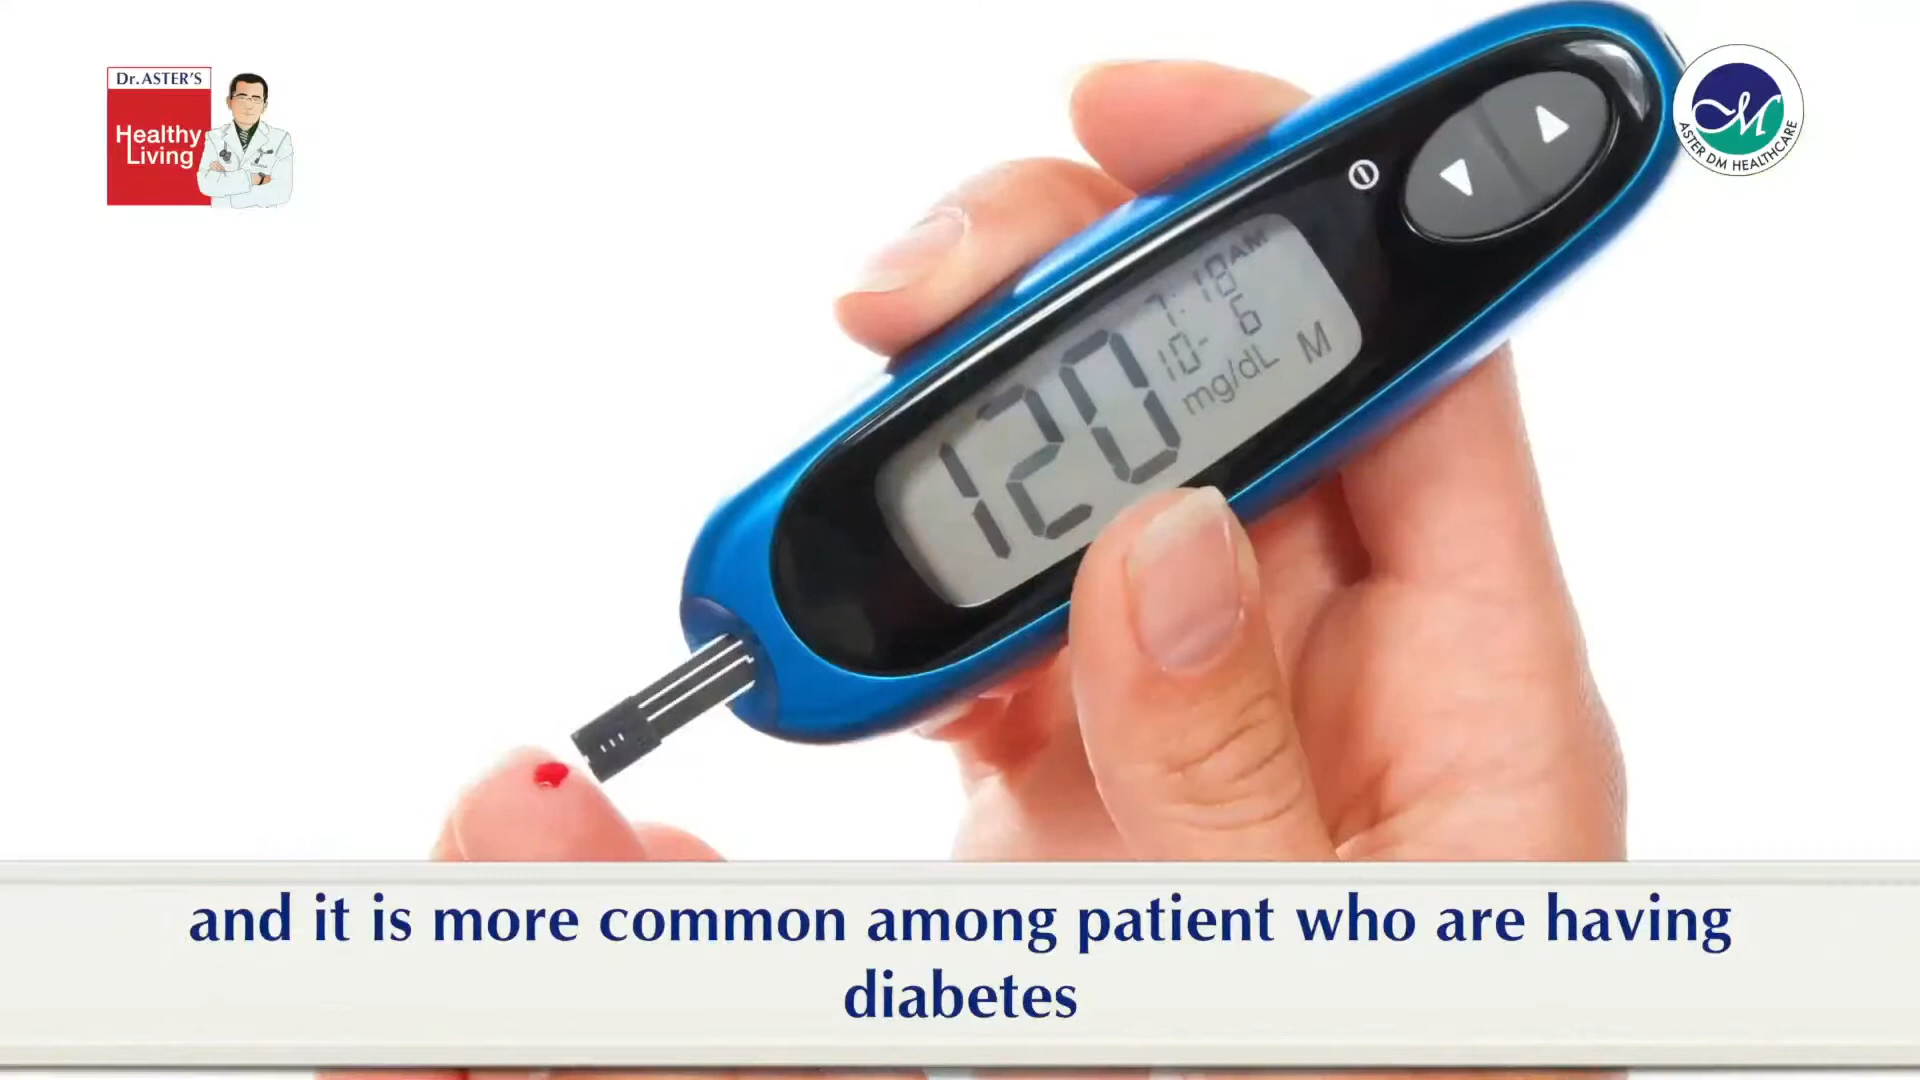 Dr. ASTER'S
Healthy
Living
ASTER DM HEALTHCARE
7:18 AM
10- 6
120
mg/dL M
and it is more common among patient who are having
diabetes